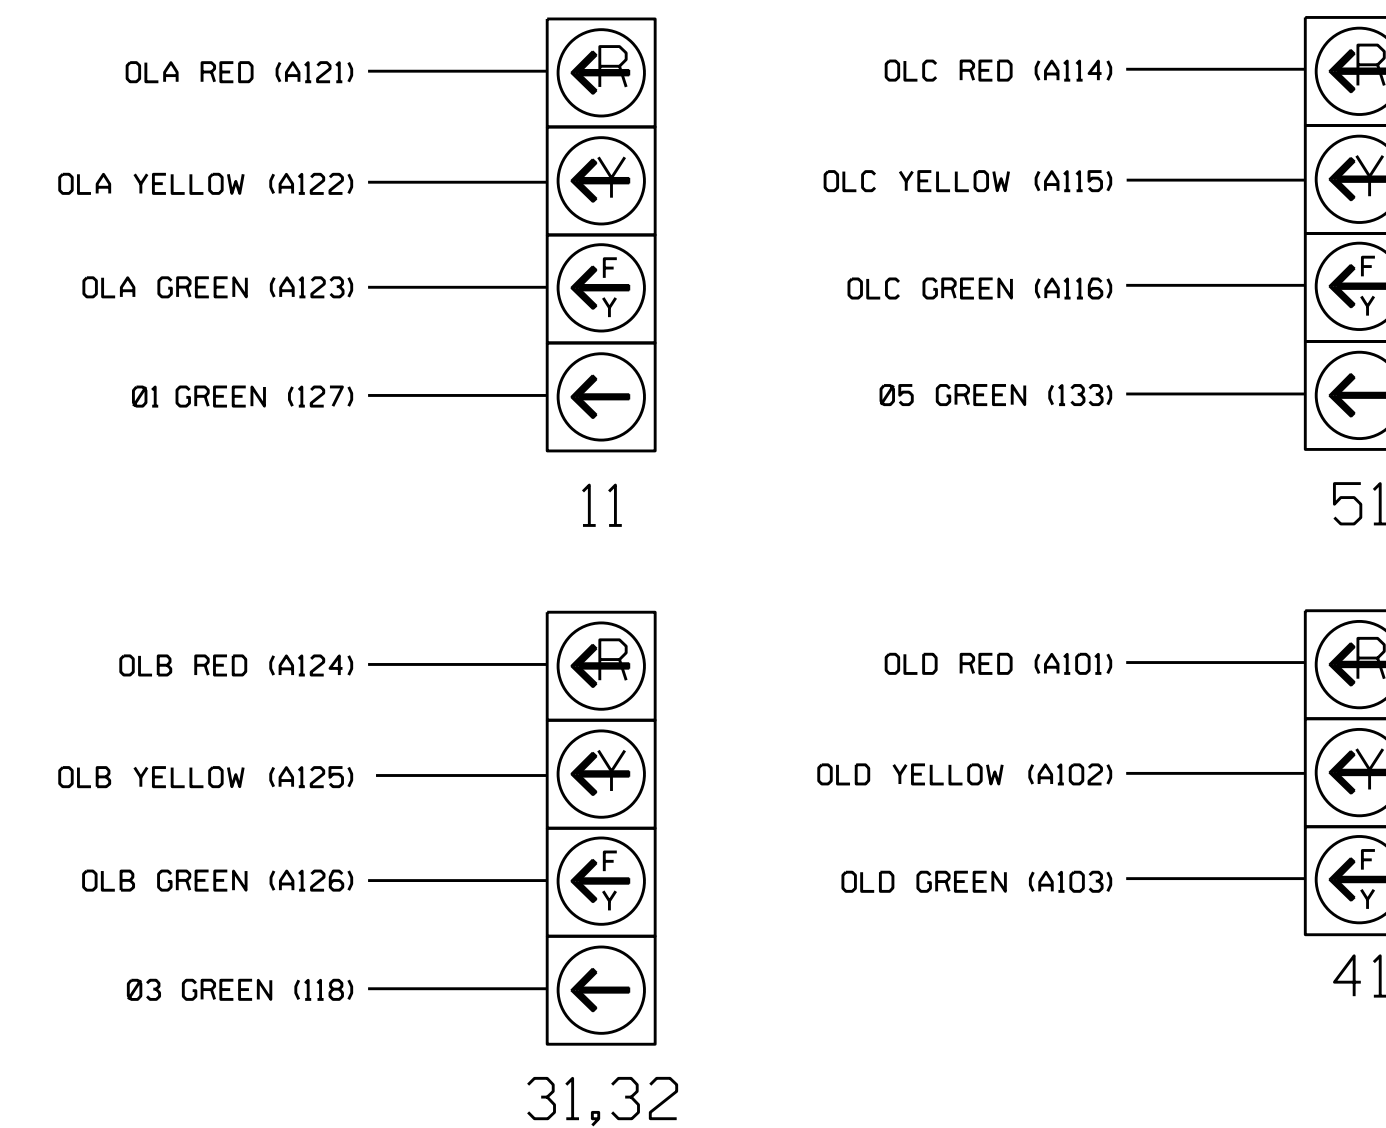 OLA RED (A121)
R
OLA YELLOW (A122)
Y
OLA GREEN (A123)
F
Y
Ø1 GREEN (127)
11
OLC RED (A114)
R
OLC YELLOW (A115)
Y
OLC GREEN (A116)
F
Y
Ø5 GREEN (133)
51
OLB RED (A124)
R
OLB YELLOW (A125)
Y
OLB GREEN (A126)
F
Y
Ø3 GREEN (118)
31,32
OLD RED (A101)
R
OLD YELLOW (A102)
Y
OLD GREEN (A103)
F
Y
41